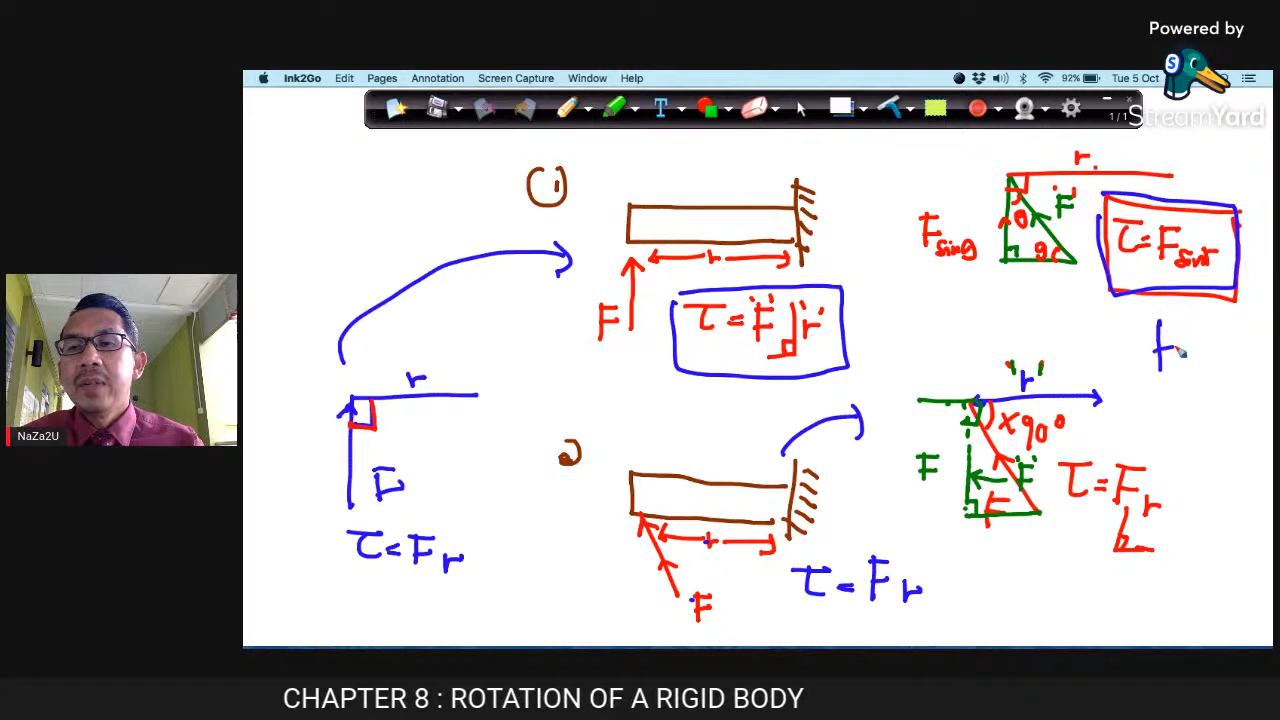 Powered by
StreamYard
Ink2Go Edit Pages Annotation Screen Capture Window Help
92% Tue 5 Oct
1/1
①
r
F
τ = F r
r
F sinθ
θ
F
τ = F sinθ r
r
F
τ = F r
2
r
F
τ = F r
"r"
x 90°
F
F
F
τ = F r
NaZa2U
CHAPTER 8 : ROTATION OF A RIGID BODY